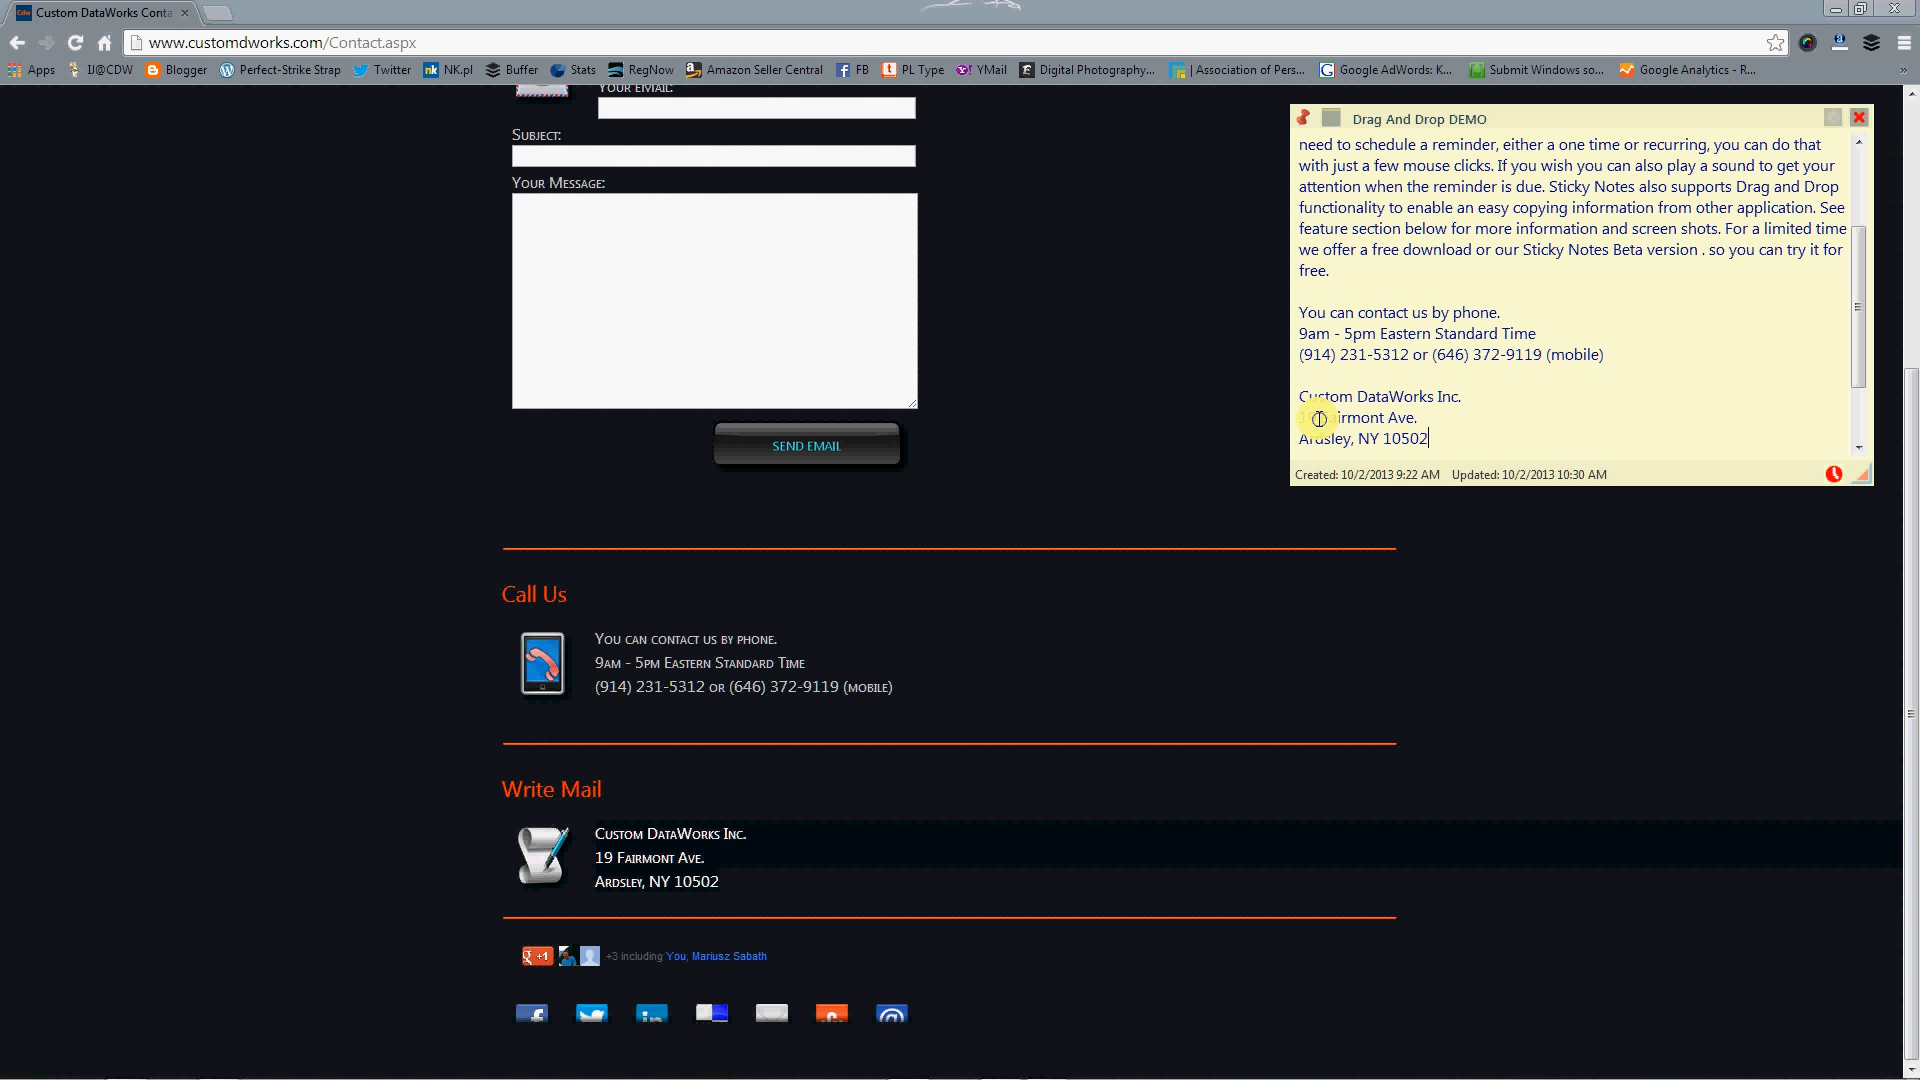 Custom DataWorks Conta
www.customdworks.com/Contact.aspx
Apps IJ@CDW Blogger Perfect-Strike Strap Twitter NK.pl Buffer Stats RegNow Amazon Seller Central FB PL Type YMail Digital Photography... | Association of Pers... Google AdWords: K... Submit Windows so... Google Analytics - R... »
Your email:
Subject:
Your Message:
SEND EMAIL
Drag And Drop DEMO
need to schedule a reminder, either a one time or recurring, you can do that
with just a few mouse clicks. If you wish you can also play a sound to get your
attention when the reminder is due. Sticky Notes also supports Drag and Drop
functionality to enable an easy copying information from other application. See
feature section below for more information and screen shots. For a limited time
we offer a free download or our Sticky Notes Beta version . so you can try it for
free.
You can contact us by phone.
9am - 5pm Eastern Standard Time
(914) 231-5312 or (646) 372-9119 (mobile)
Custom DataWorks Inc.
19 Fairmont Ave.
Ardsley, NY 10502
Created: 10/2/2013 9:22 AM Updated: 10/2/2013 10:30 AM
Call Us
You can contact us by phone.
9am - 5pm Eastern Standard Time
(914) 231-5312 or (646) 372-9119 (mobile)
Write Mail
Custom DataWorks Inc.
19 Fairmont Ave.
Ardsley, NY 10502
g +1 +3 including You, Mariusz Sabath